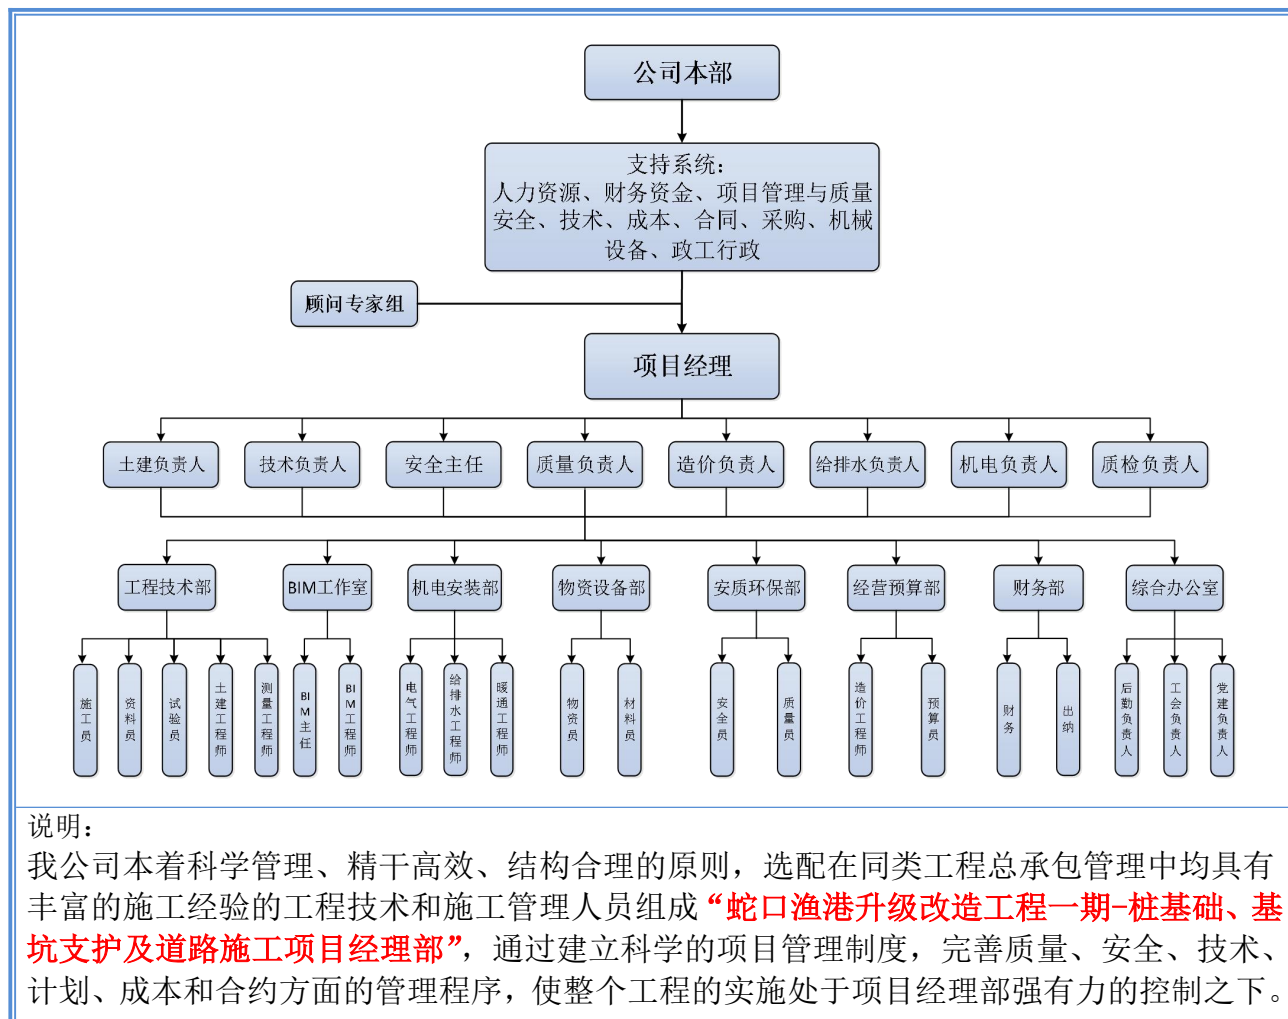 公司本部
支持系统：
人力资源、财务资金、项目管理与质量
安全、技术、成本、合同、采购、机械
设备、政工行政
顾问专家组
项目经理
土建负责人
技术负责人
安全主任
质量负责人
造价负责人
给排水负责人
机电负责人
质检负责人
工程技术部
BIM工作室
机电安装部
物资设备部
安质环保部
经营预算部
财务部
综合办公室
施工员
资料员
试验员
土建工程师
测量工程师
BIM主任
BIM工程师
电气工程师
给排水工程师
暖通工程师
物资员
材料员
安全员
质量员
造价工程师
预算员
财务
出纳
后勤负责人
工会负责人
党建负责人
说明：
我公司本着科学管理、精干高效、结构合理的原则，选配在同类工程总承包管理中均具有
丰富的施工经验的工程技术和施工管理人员组成“蛇口渔港升级改造工程一期-桩基础、基
坑支护及道路施工项目经理部”，通过建立科学的项目管理制度，完善质量、安全、技术、
计划、成本和合约方面的管理程序，使整个工程的实施处于项目经理部强有力的控制之下。